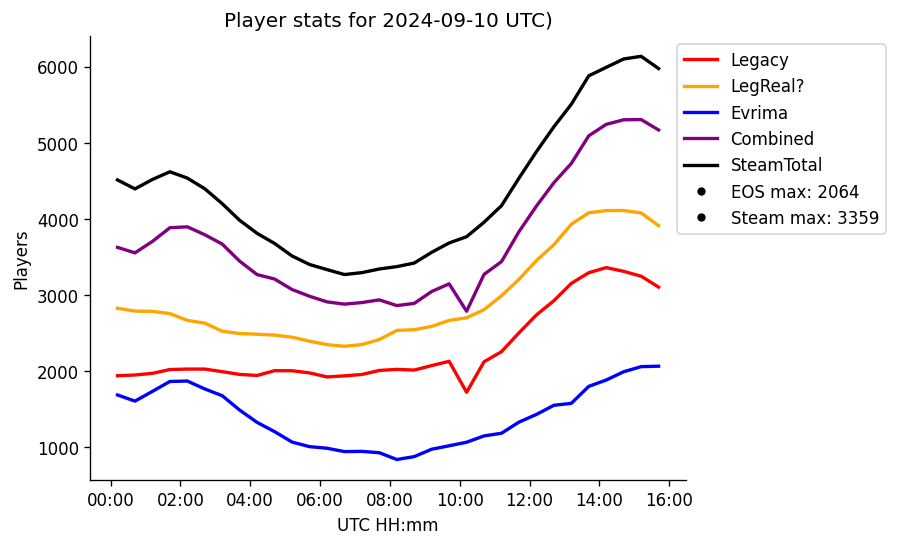 Player stats for 2024-09-10 UTC)
Players
6000
5000
4000
3000
2000
1000
00:00 02:00 04:00 06:00 08:00 10:00 12:00 14:00 16:00
UTC HH:mm
Legacy
LegReal?
Evrima
Combined
SteamTotal
EOS max: 2064
Steam max: 3359